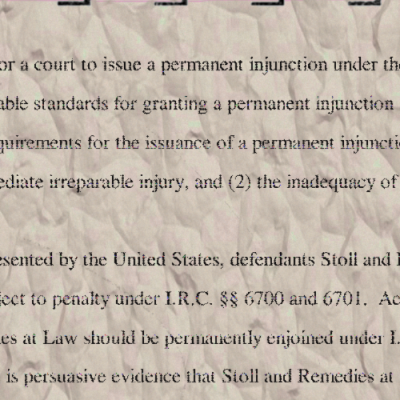 or a court to issue a permanent injunction under the
able standards for granting a permanent injunction
quirements for the issuance of a permanent injuncti
ediate irreparable injury, and (2) the inadequacy of
esented by the United States, defendants Stoll and
ject to penalty under I.R.C. §§ 6700 and 6701. Ac
es at Law should be permanently enjoined under I.
is persuasive evidence that Stoll and Remedies at